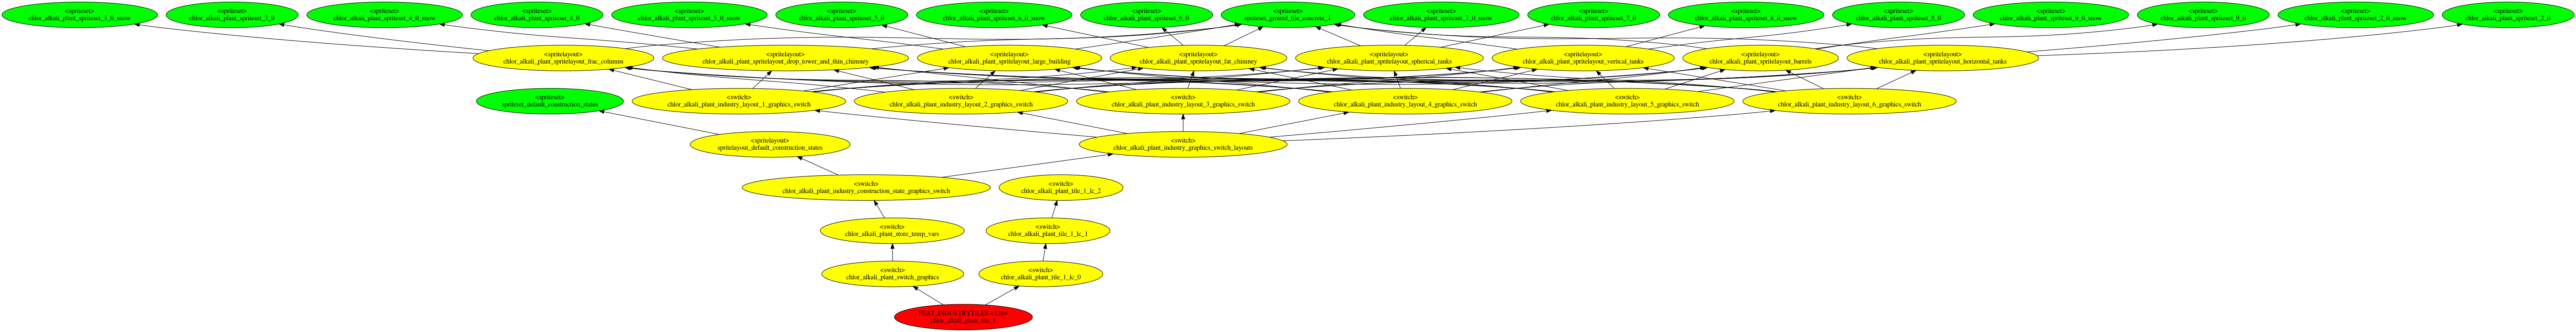 <spriteset>
chlor_alkali_plant_spriteset_3_0_snow
<spriteset>
chlor_alkali_plant_spriteset_3_0
<spriteset>
chlor_alkali_plant_spriteset_4_0_snow
<spriteset>
chlor_alkali_plant_spriteset_4_0
<spriteset>
chlor_alkali_plant_spriteset_5_0_snow
<spriteset>
chlor_alkali_plant_spriteset_5_0
<spriteset>
chlor_alkali_plant_spriteset_6_0_snow
<spriteset>
chlor_alkali_plant_spriteset_6_0
<spriteset>
spriteset_ground_tile_concrete_1
<spriteset>
chlor_alkali_plant_spriteset_7_0_snow
<spriteset>
chlor_alkali_plant_spriteset_7_0
<spriteset>
chlor_alkali_plant_spriteset_8_0_snow
<spriteset>
chlor_alkali_plant_spriteset_8_0
<spriteset>
chlor_alkali_plant_spriteset_9_0_snow
<spriteset>
chlor_alkali_plant_spriteset_9_0
<spriteset>
chlor_alkali_plant_spriteset_2_0_snow
<spriteset>
chlor_alkali_plant_spriteset_2_0
<spritelayout>
chlor_alkali_plant_spritelayout_frac_columns
<spritelayout>
chlor_alkali_plant_spritelayout_drop_tower_and_thin_chimney
<spritelayout>
chlor_alkali_plant_spritelayout_large_building
<spritelayout>
chlor_alkali_plant_spritelayout_fat_chimney
<spritelayout>
chlor_alkali_plant_spritelayout_spherical_tanks
<spritelayout>
chlor_alkali_plant_spritelayout_vertical_tanks
<spritelayout>
chlor_alkali_plant_spritelayout_barrels
<spritelayout>
chlor_alkali_plant_spritelayout_horizontal_tanks
<spriteset>
spriteset_default_construction_states
<switch>
chlor_alkali_plant_industry_layout_1_graphics_switch
<switch>
chlor_alkali_plant_industry_layout_2_graphics_switch
<switch>
chlor_alkali_plant_industry_layout_3_graphics_switch
<switch>
chlor_alkali_plant_industry_layout_4_graphics_switch
<switch>
chlor_alkali_plant_industry_layout_5_graphics_switch
<switch>
chlor_alkali_plant_industry_layout_6_graphics_switch
<spritelayout>
spritelayout_default_construction_states
<switch>
chlor_alkali_plant_industry_graphics_switch_layouts
<switch>
chlor_alkali_plant_industry_construction_state_graphics_switch
<switch>
chlor_alkali_plant_tile_1_lc_2
<switch>
chlor_alkali_plant_store_temp_vars
<switch>
chlor_alkali_plant_tile_1_lc_1
<switch>
chlor_alkali_plant_switch_graphics
<switch>
chlor_alkali_plant_tile_1_lc_0
FEAT_INDUSTRYTILES <120>
chlor_alkali_plant_tile_1